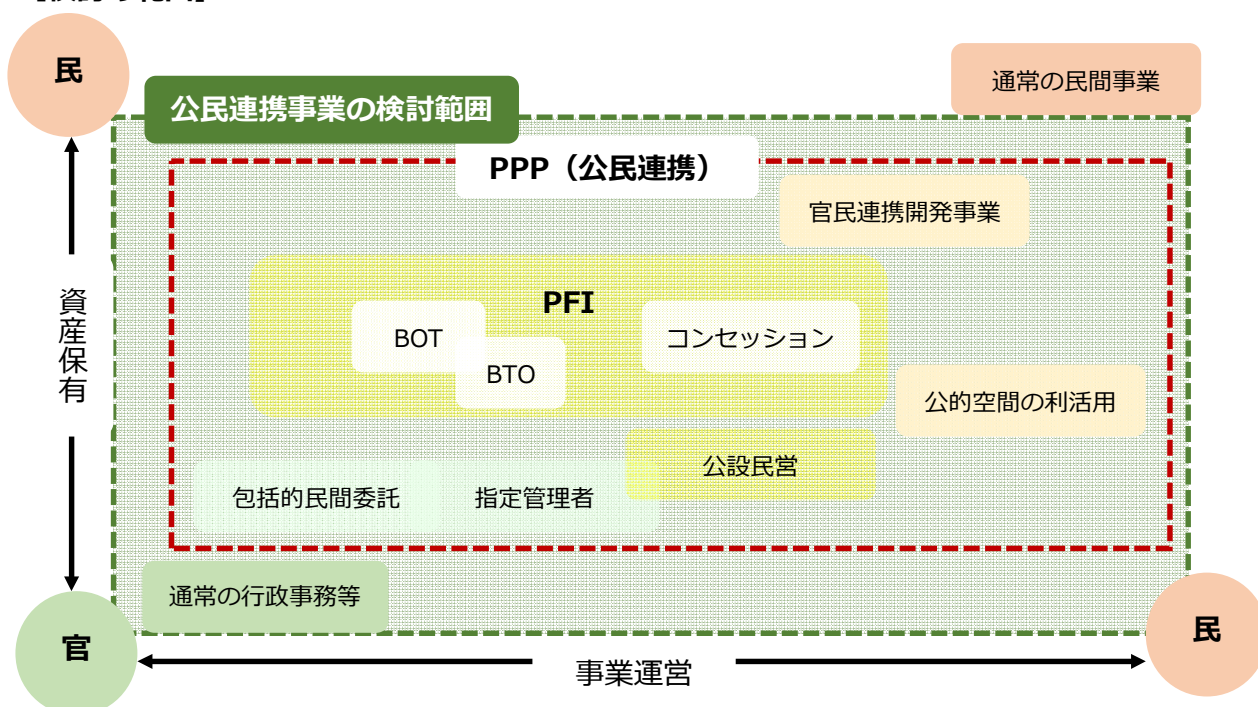 民
通常の民間事業
公民連携事業の検討範囲
PPP（公民連携）
官民連携開発事業
PFI
BOT
コンセッション
BTO
資産保有
公的空間の利活用
公設民営
包括的民間委託
指定管理者
通常の行政事務等
官
民
事業運営